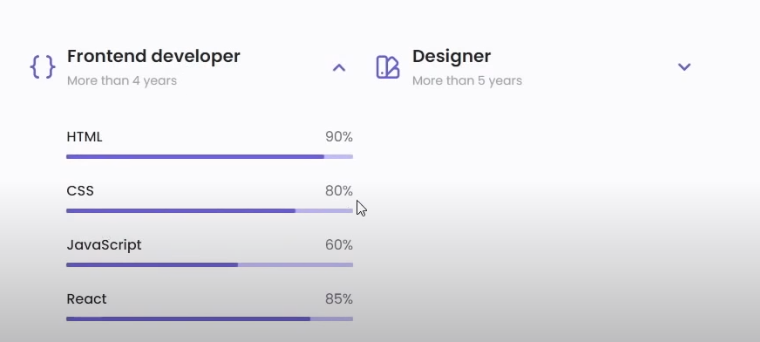 Frontend developer
More than 4 years
HTML 90%
CSS 80%
JavaScript 60%
React 85%
Designer
More than 5 years